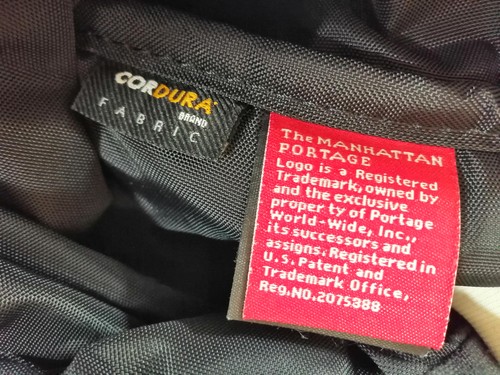 CORDURA
BRAND
FABRIC
The MANHATTAN
PORTAGE
Logo is a Registered
Trademark, owned by
and the exclusive
property of Portage
World-Wide, Inc.,
its successors and
assigns. Registered in
U.S. Patent and
Trademark Office,
Reg.NO.2075388